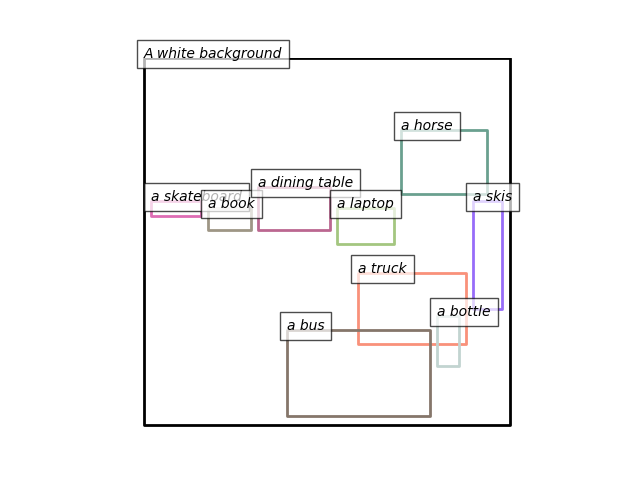 A white background
a horse
a dining table
a skateboard
a book
a laptop
a skis
a truck
a bottle
a bus